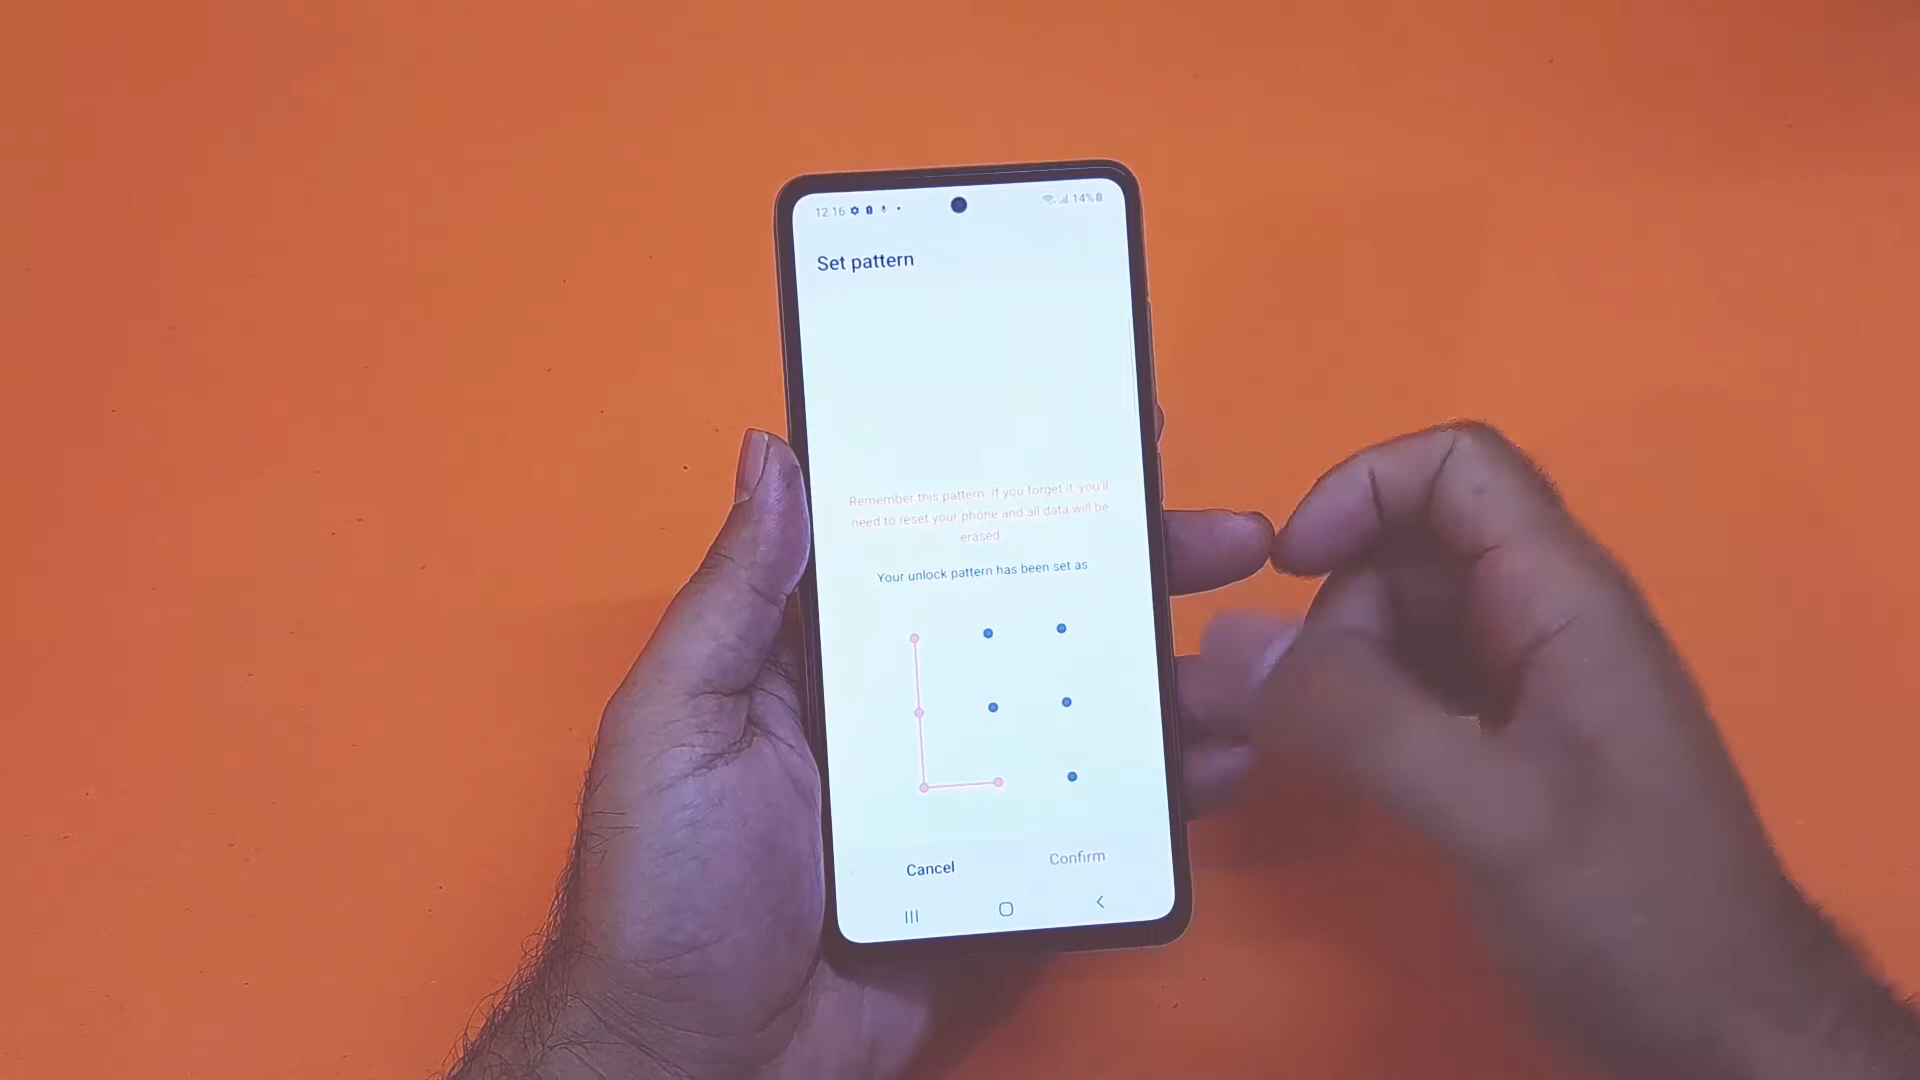 12:16 14%
Set pattern
Remember this pattern. If you forget it, you'll
need to reset your phone and all data will be
erased.
Your unlock pattern has been set as
Cancel Confirm